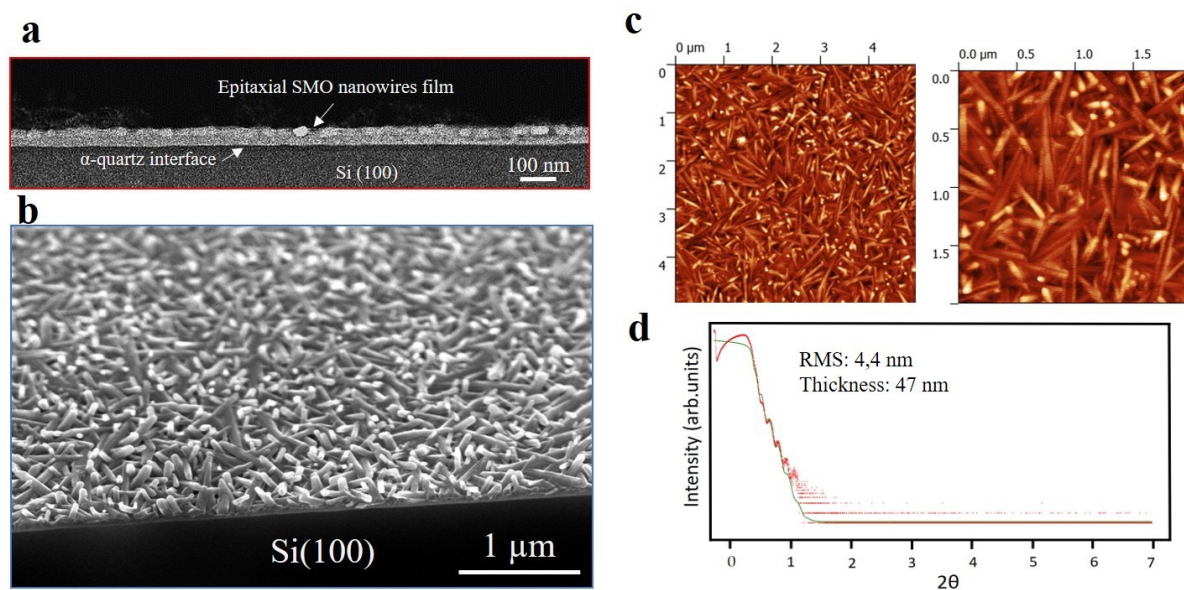 a
Epitaxial SMO nanowires film
α-quartz interface
Si (100)
100 nm
b
Si(100)
1 µm
c
0 µm 1 2 3 4
0
1
2
3
4
0.0 µm 0.5 1.0 1.5
0.0
0.5
1.0
1.5
d
RMS: 4,4 nm
Thickness: 47 nm
Intensity (arb.units)
0 1 2 3 4 5 6 7
2θ